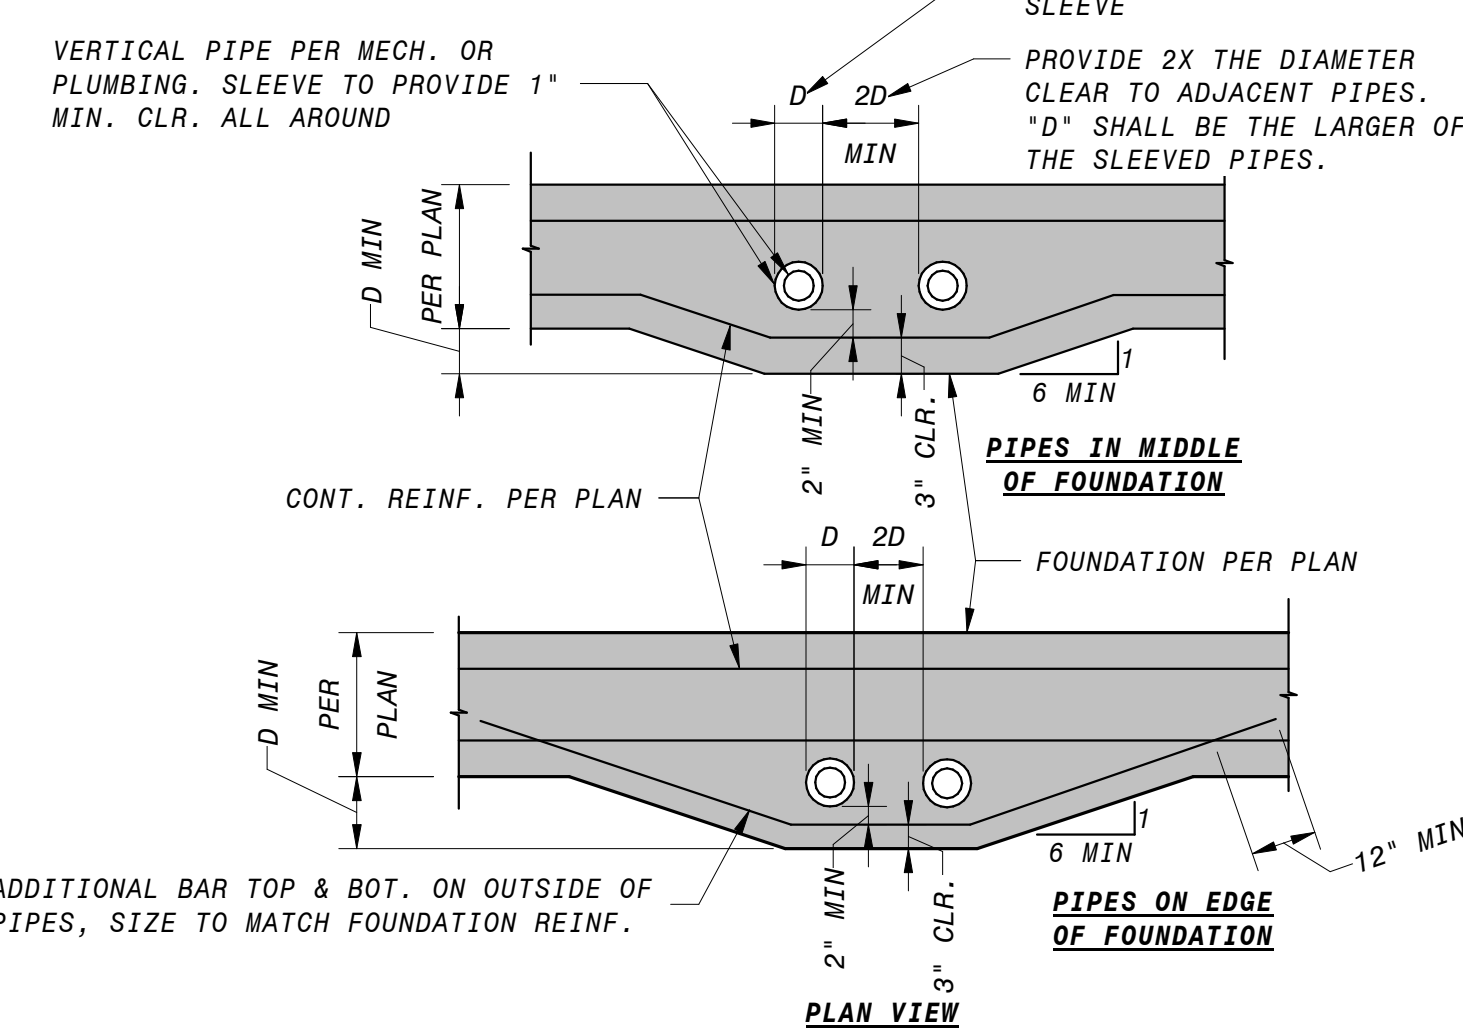 SLEEVE
VERTICAL PIPE PER MECH. OR
PLUMBING. SLEEVE TO PROVIDE 1"
MIN. CLR. ALL AROUND
D
2D
MIN
PROVIDE 2X THE DIAMETER
CLEAR TO ADJACENT PIPES.
"D" SHALL BE THE LARGER OF
THE SLEEVED PIPES.
D MIN
PER PLAN
2" MIN
3" CLR.
1
6 MIN
PIPES IN MIDDLE
OF FOUNDATION
CONT. REINF. PER PLAN
D
2D
MIN
FOUNDATION PER PLAN
D MIN
PER
PLAN
1
6 MIN
12" MIN
ADDITIONAL BAR TOP & BOT. ON OUTSIDE OF
PIPES, SIZE TO MATCH FOUNDATION REINF.
2" MIN
3" CLR.
PIPES ON EDGE
OF FOUNDATION
PLAN VIEW